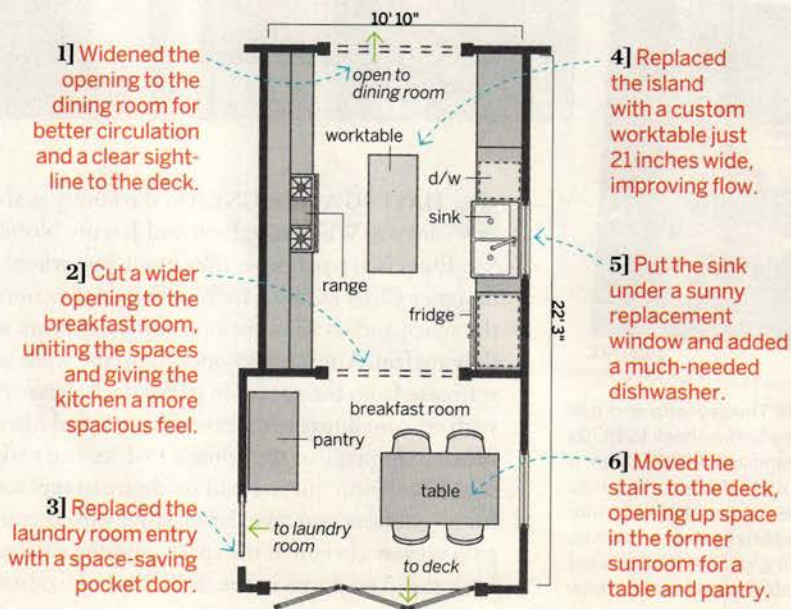 10'10"
1] Widened the
opening to the
dining room for
better circulation
and a clear sight-
line to the deck.
2] Cut a wider
opening to the
breakfast room,
uniting the spaces
and giving the
kitchen a more
spacious feel.
3] Replaced the
laundry room entry
with a space-saving
pocket door.
open to
dining room
worktable
d/w
sink
range
fridge
22'3"
breakfast room
pantry
table
to laundry
room
to deck
4] Replaced
the island
with a custom
worktable just
21 inches wide,
improving flow.
5] Put the sink
under a sunny
replacement
window and added
a much-needed
dishwasher.
6] Moved the
stairs to the deck,
opening up space
in the former
sunroom for a
table and pantry.